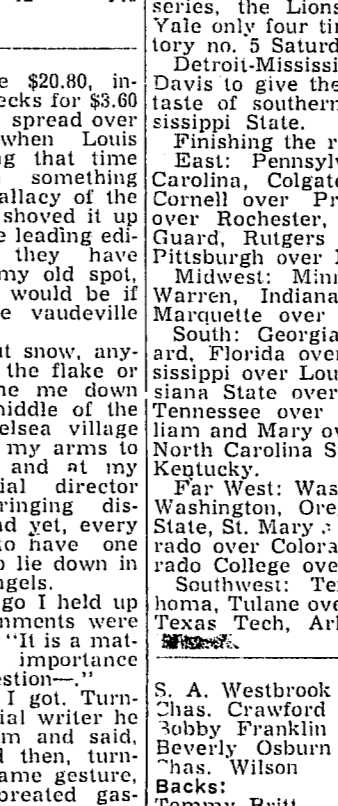 e $20.80, in-
ecks for $3.60
spread over
when Louis
g that time
something
allacy of the
shoved it up
e leading edi-
they have
my old spot,
would be if
e vaudeville
ut snow, any-
the flake or
me me down
middle of the
elsea village
my arms to
and at my
ial director
ringing dis-
nd yet, every
to have one
o lie down in
ngels.
go I held up
nments were
"It is a mat-
importance
estion—."
I got. Turn-
ial writer he
m and said,
d then, turn-
ame gesture,
breated gas-
series, the Lions
Yale only four tim
tory no. 5 Saturd
Detroit-Mississi
Davis to give the
taste of southern
sissippi State.
Finishing the r
East: Pennsylv
Carolina, Colgate
Cornell over Pr
over Rochester,
Guard, Rutgers
Pittsburgh over
Midwest: Minn
Warren, Indiana
Marquette over
South: Georgia
ard, Florida over
sissippi over Lou
siana State over
Tennessee over
liam and Mary ov
North Carolina S
Kentucky.
Far West: Was
Washington, Ore
State, St. Mary
rado over Colora
rado College ove
Southwest: Te
homa, Tulane ove
Texas Tech, Ar
S. A. Westbrook
Chas. Crawford
Bobby Franklin
Beverly Osburn
Chas. Wilson
Backs:
Tommy Britt